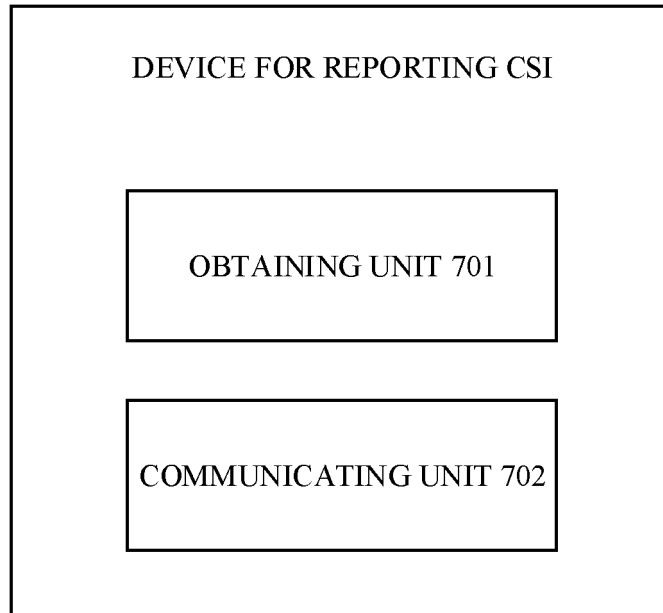 DEVICE FOR REPORTING CSI
OBTAINING UNIT 701
COMMUNICATING UNIT 702